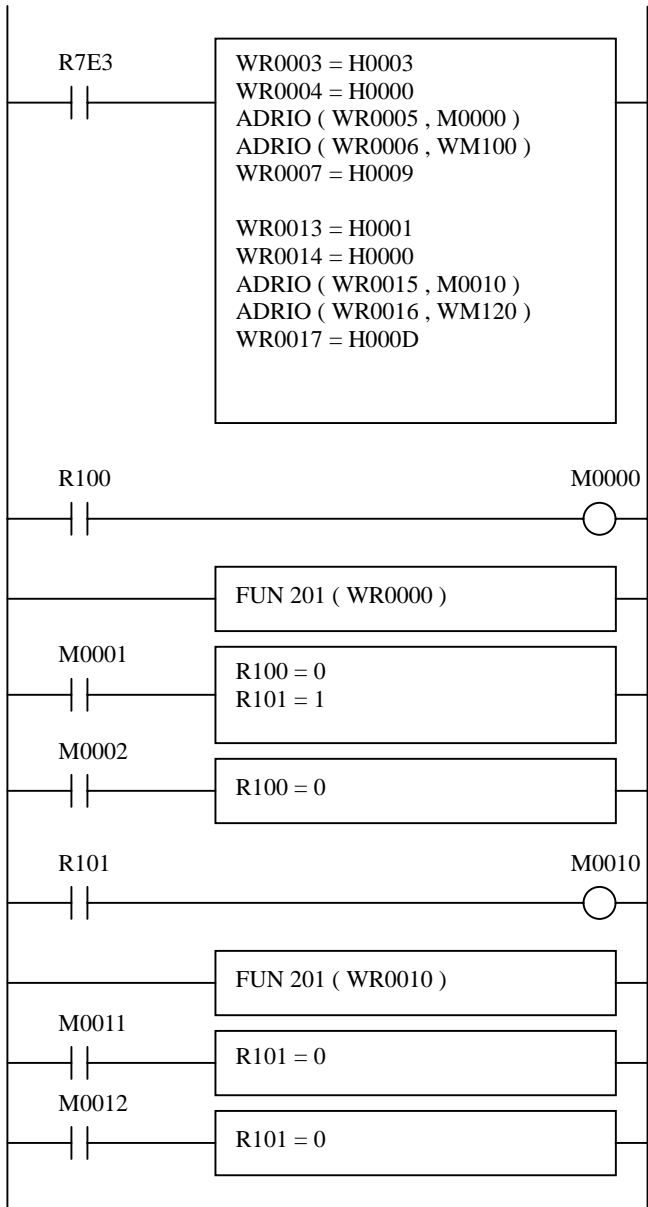 R7E3
WR0003 = H0003
WR0004 = H0000
ADRIO ( WR0005 , M0000 )
ADRIO ( WR0006 , WM100 )
WR0007 = H0009
WR0013 = H0001
WR0014 = H0000
ADRIO ( WR0015 , M0010 )
ADRIO ( WR0016 , WM120 )
WR0017 = H000D
R100 M0000
FUN 201 ( WR0000 )
M0001
R100 = 0
R101 = 1
M0002
R100 = 0
R101 M0010
FUN 201 ( WR0010 )
M0011
R101 = 0
M0012
R101 = 0